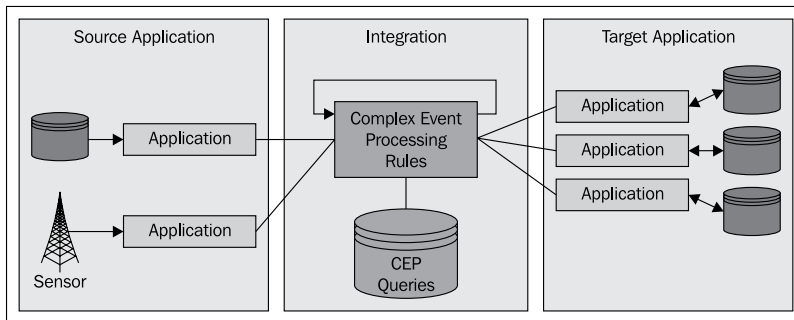 Source Application
Application
Application
Sensor
Integration
Complex Event
Processing
Rules
CEP
Queries
Target Application
Application
Application
Application